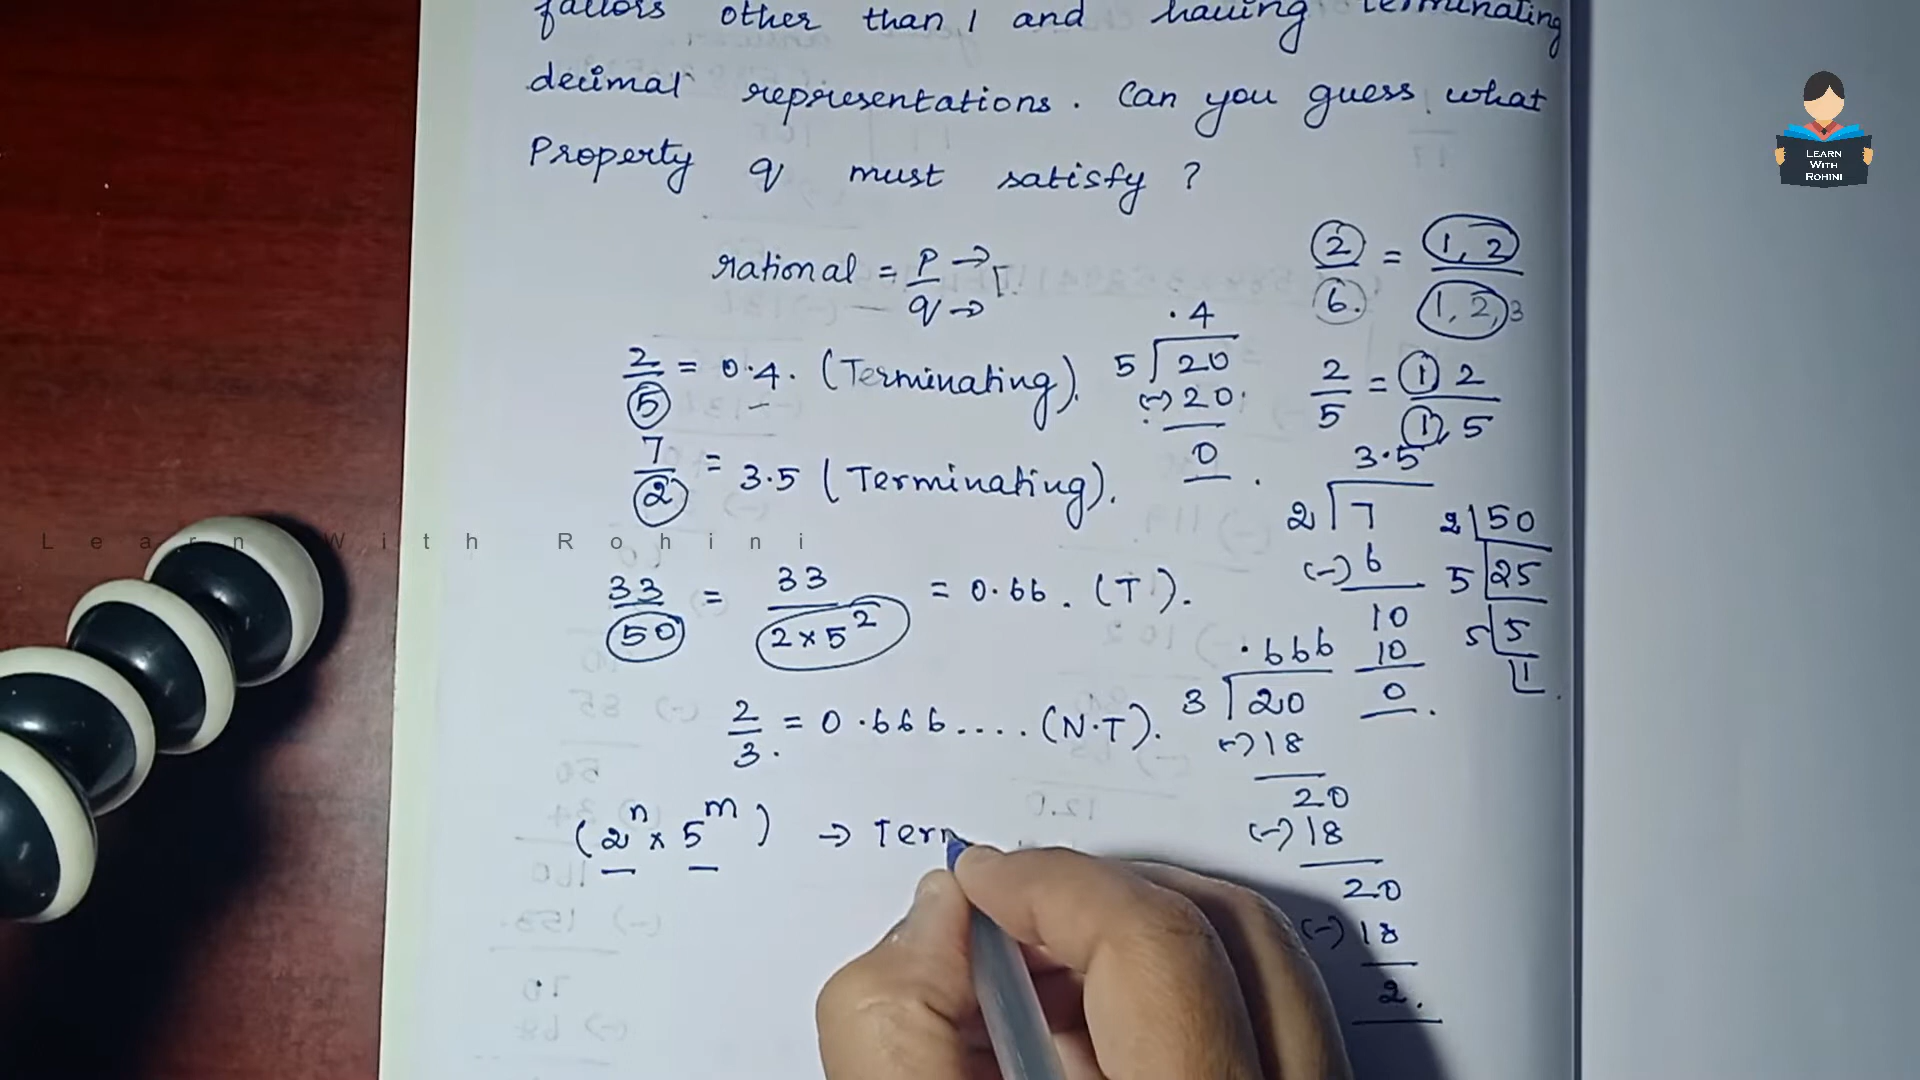 factors other than 1 and having terminating
decimal representations. Can you guess what
Property q must satisfy ?
rational = p/q → [
2/6. = 1, 2 / 1, 2, 3
2/5 = 0.4. (Terminating).
.4
5 20
(-) 20
0
2/5 = 1 2 / 1, 5
7/2 = 3.5 (Terminating).
3.5
2 7
(-) 6
10
10
0
2 50
5 25
5 5
1
33/50 = 33 / 2×5² = 0.66. (T).
2/3. = 0.666.... (N.T).
.666
3 20
(-) 18
20
(-) 18
20
(-) 18
2.
(2ⁿ × 5ᵐ) → Term
Learn With Rohini
LEARN
WITH
ROHINI